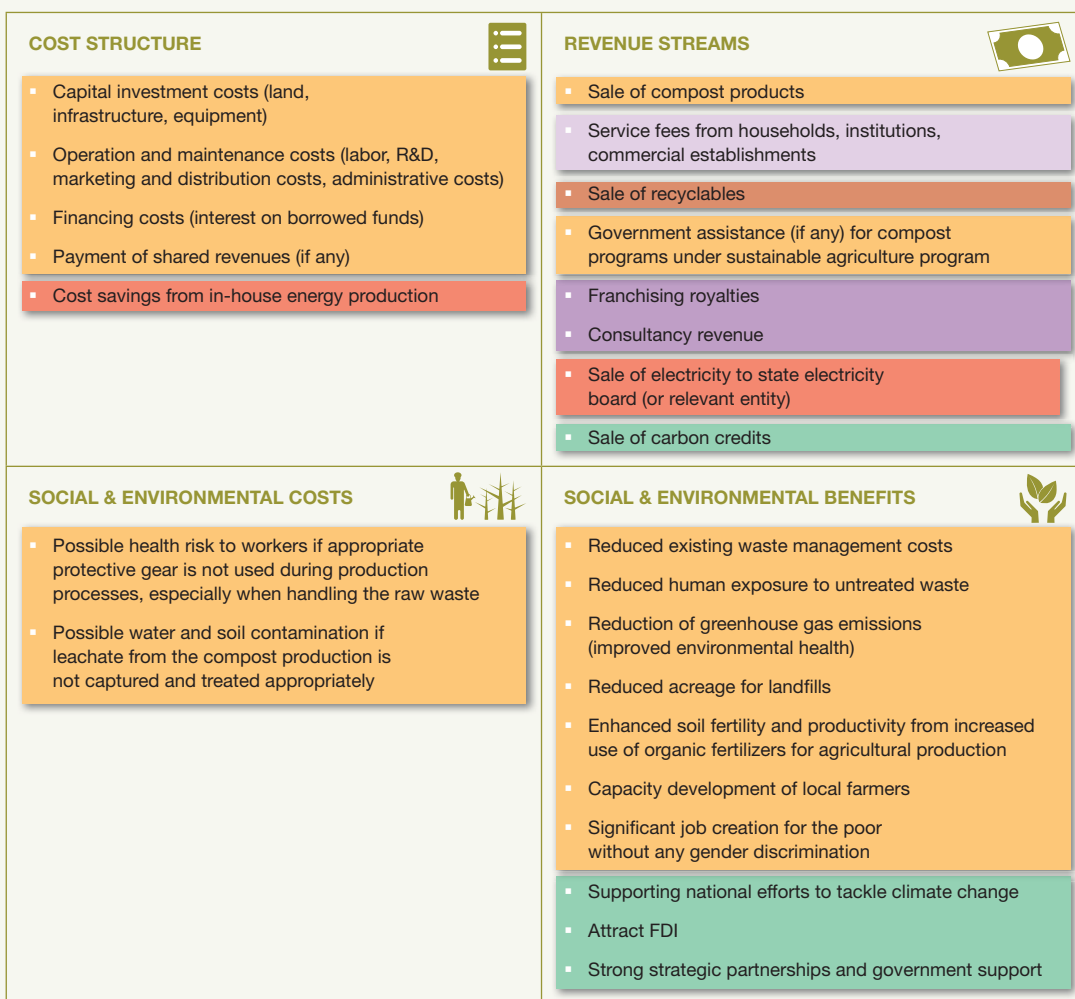 COST STRUCTURE
▪ Capital investment costs (land,
infrastructure, equipment)
▪ Operation and maintenance costs (labor, R&D,
marketing and distribution costs, administrative costs)
▪ Financing costs (interest on borrowed funds)
▪ Payment of shared revenues (if any)
▪ Cost savings from in-house energy production
REVENUE STREAMS
▪ Sale of compost products
▪ Service fees from households, institutions,
commercial establishments
▪ Sale of recyclables
▪ Government assistance (if any) for compost
programs under sustainable agriculture program
▪ Franchising royalties
▪ Consultancy revenue
▪ Sale of electricity to state electricity
board (or relevant entity)
▪ Sale of carbon credits
SOCIAL & ENVIRONMENTAL COSTS
▪ Possible health risk to workers if appropriate
protective gear is not used during production
processes, especially when handling the raw waste
▪ Possible water and soil contamination if
leachate from the compost production is
not captured and treated appropriately
SOCIAL & ENVIRONMENTAL BENEFITS
▪ Reduced existing waste management costs
▪ Reduced human exposure to untreated waste
▪ Reduction of greenhouse gas emissions
(improved environmental health)
▪ Reduced acreage for landfills
▪ Enhanced soil fertility and productivity from increased
use of organic fertilizers for agricultural production
▪ Capacity development of local farmers
▪ Significant job creation for the poor
without any gender discrimination
▪ Supporting national efforts to tackle climate change
▪ Attract FDI
▪ Strong strategic partnerships and government support